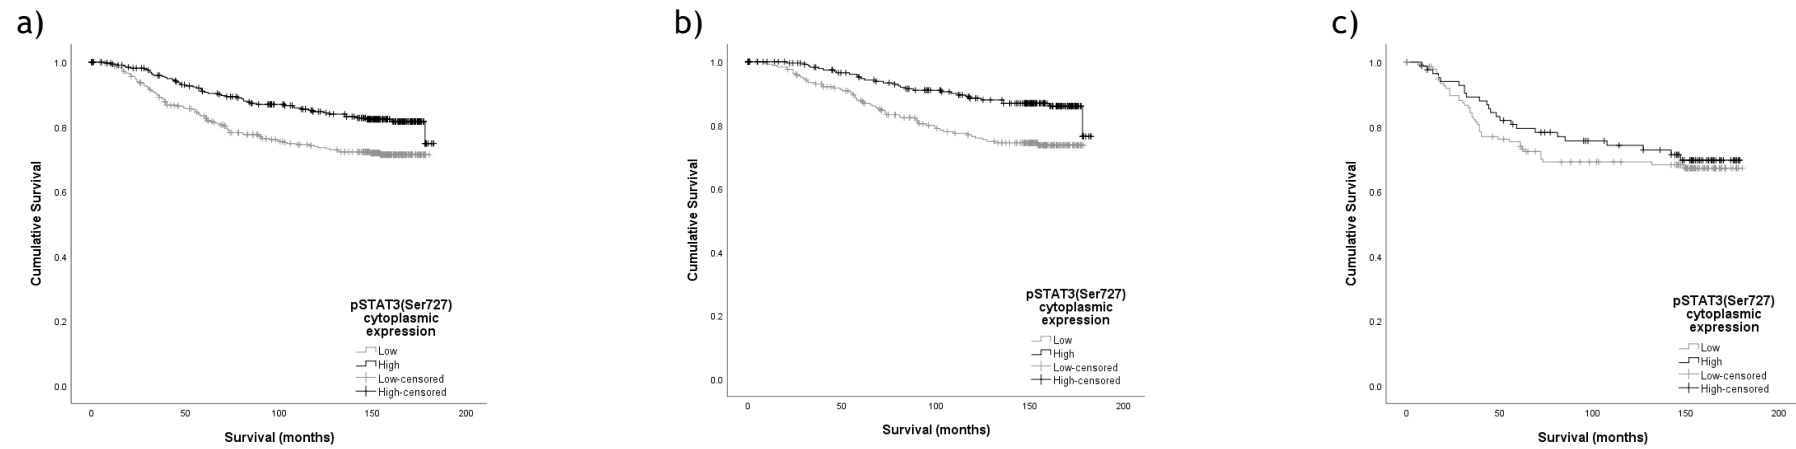 a)
1.0
0.8
0.6
0.4
0.2
0.0
Cumulative Survival
0 50 100 150 200
Survival (months)
pSTAT3(Ser727)
cytoplasmic
expression
Low
High
Low-censored
High-censored
b)
1.0
0.8
0.6
0.4
0.2
0.0
Cumulative Survival
0 50 100 150 200
Survival (months)
pSTAT3(Ser727)
cytoplasmic
expression
Low
High
Low-censored
High-censored
c)
1.0
0.8
0.6
0.4
0.2
0.0
Cumulative Survival
0 50 100 150 200
Survival (months)
pSTAT3(Ser727)
cytoplasmic
expression
Low
High
Low-censored
High-censored